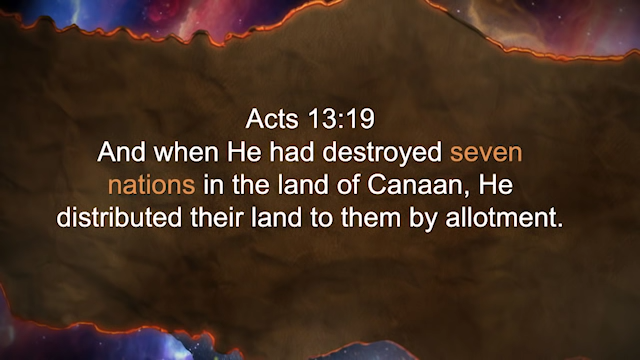 Acts 13:19
And when He had destroyed seven
nations in the land of Canaan, He
distributed their land to them by allotment.